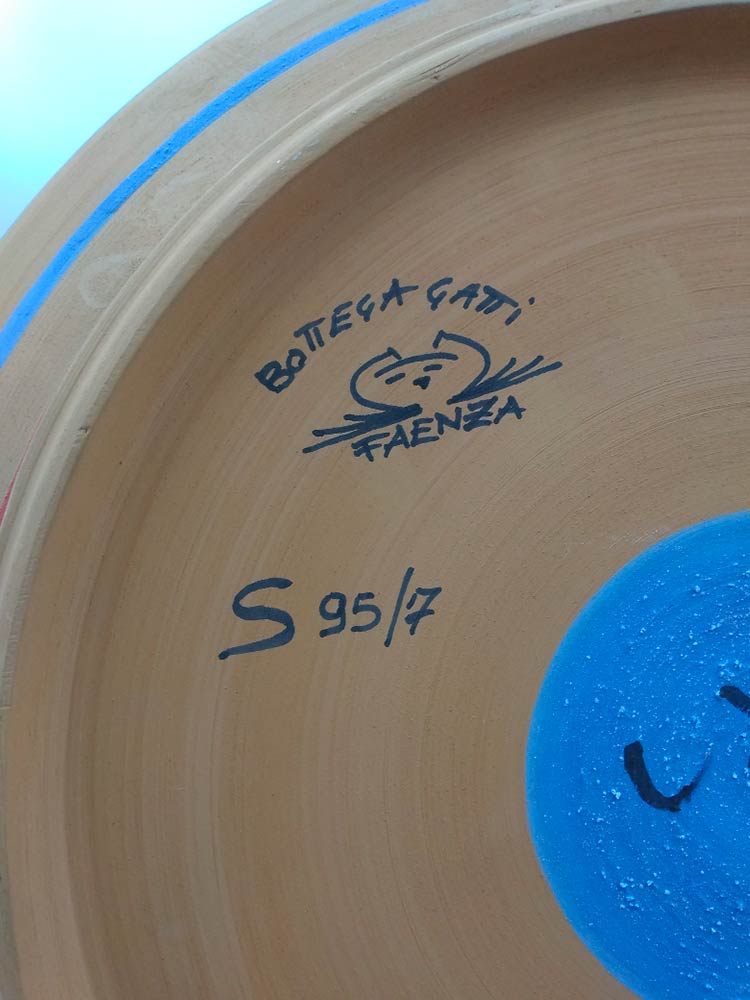 BOTTEGA GATTI
FAENZA
S 95/7